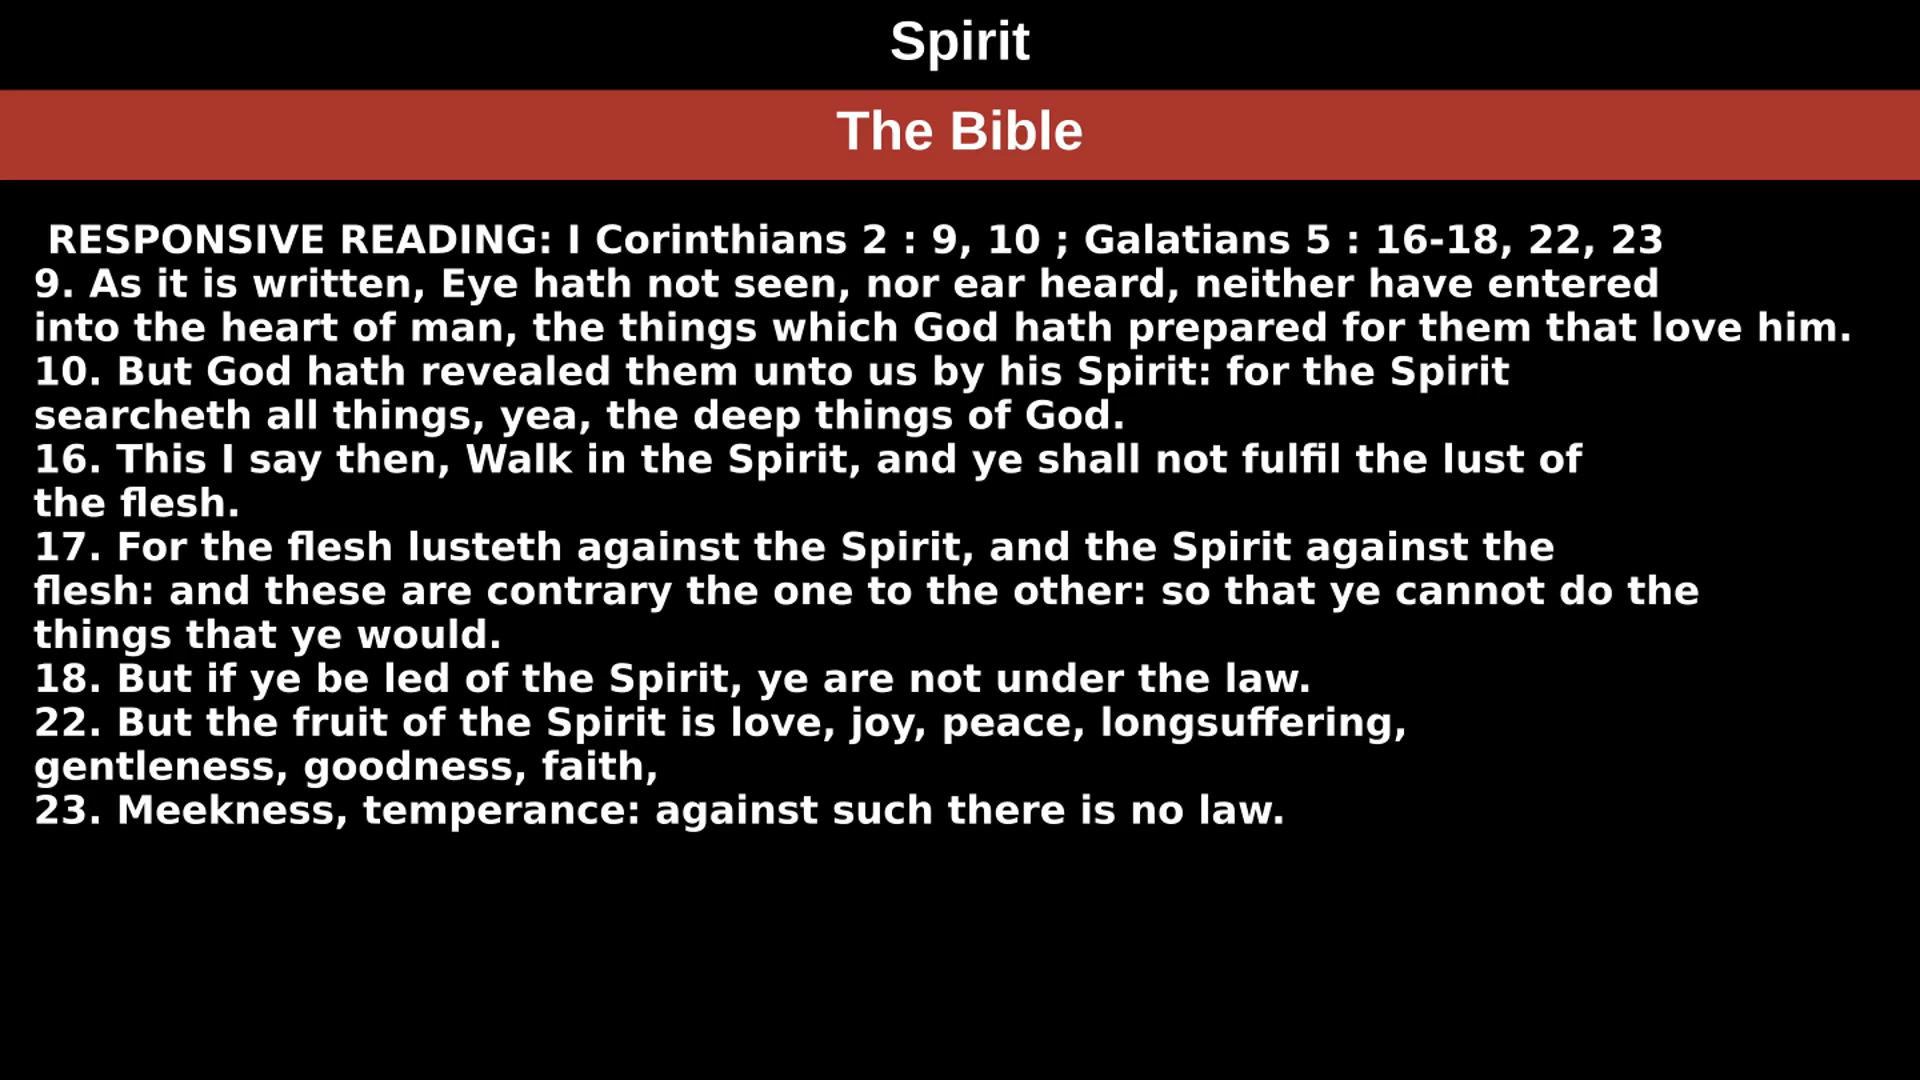 Spirit
The Bible
RESPONSIVE READING: I Corinthians 2 : 9, 10 ; Galatians 5 : 16-18, 22, 23
9. As it is written, Eye hath not seen, nor ear heard, neither have entered
into the heart of man, the things which God hath prepared for them that love him.
10. But God hath revealed them unto us by his Spirit: for the Spirit
searcheth all things, yea, the deep things of God.
16. This I say then, Walk in the Spirit, and ye shall not fulfil the lust of
the flesh.
17. For the flesh lusteth against the Spirit, and the Spirit against the
flesh: and these are contrary the one to the other: so that ye cannot do the
things that ye would.
18. But if ye be led of the Spirit, ye are not under the law.
22. But the fruit of the Spirit is love, joy, peace, longsuffering,
gentleness, goodness, faith,
23. Meekness, temperance: against such there is no law.